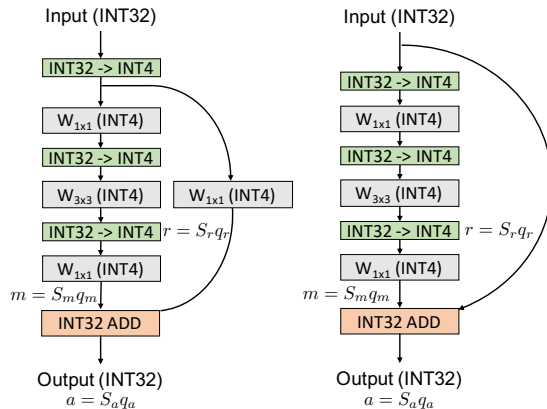 Input (INT32)
INT32 -> INT4
W1x1 (INT4)
INT32 -> INT4
W3x3 (INT4)
W1x1 (INT4)
INT32 -> INT4
r = Srqr
W1x1 (INT4)
m = Smqm
INT32 ADD
Output (INT32)
a = Saqa
Input (INT32)
INT32 -> INT4
W1x1 (INT4)
INT32 -> INT4
W3x3 (INT4)
INT32 -> INT4
r = Srqr
W1x1 (INT4)
m = Smqm
INT32 ADD
Output (INT32)
a = Saqa